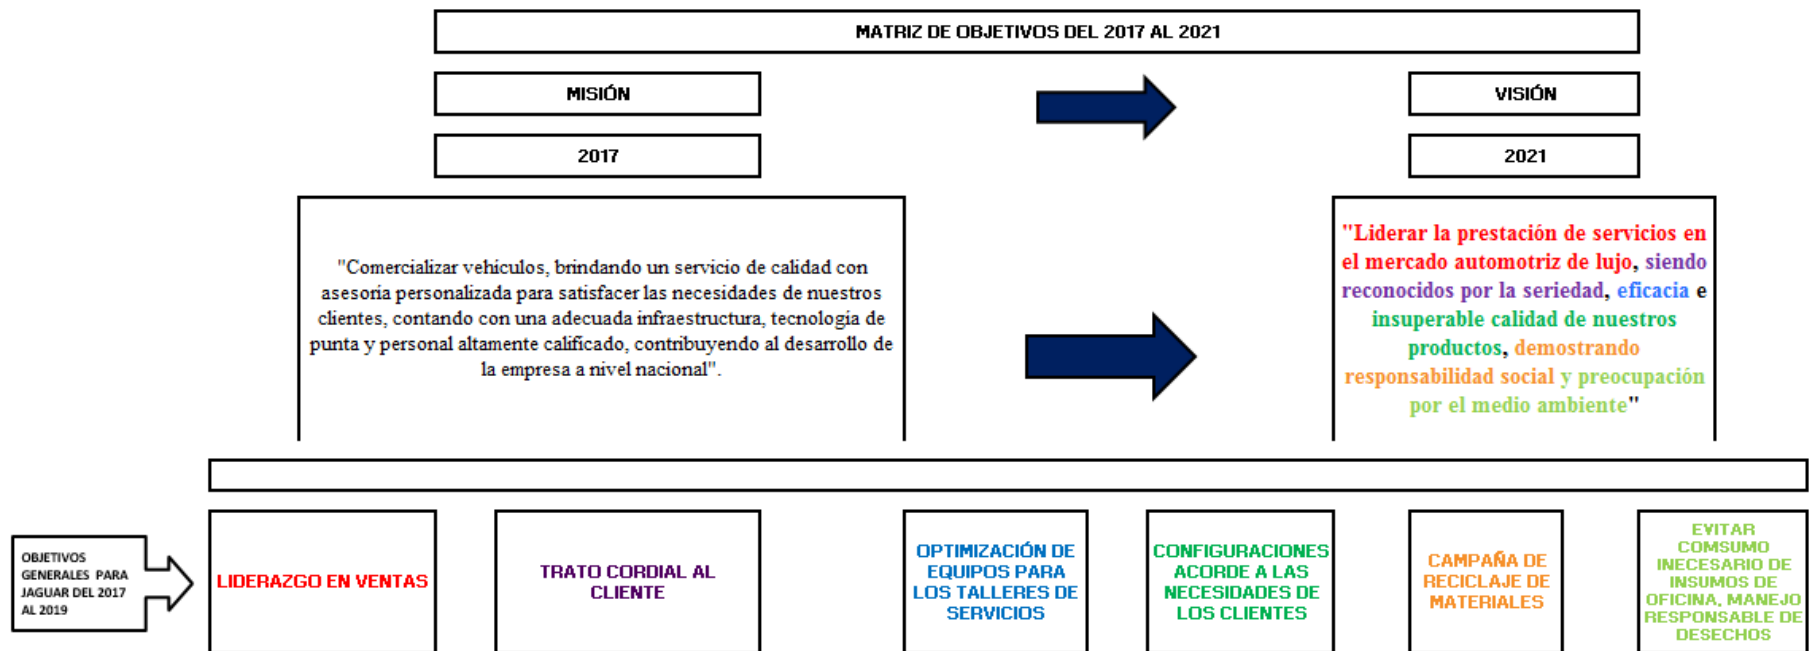 MATRIZ DE OBJETIVOS DEL 2017 AL 2021
MISIÓN
VISIÓN
2017
2021
"Comercializar vehículos, brindando un servicio de calidad con
asesoría personalizada para satisfacer las necesidades de nuestros
clientes, contando con una adecuada infraestructura, tecnología de
punta y personal altamente calificado, contribuyendo al desarrollo de
la empresa a nivel nacional".
"Liderar la prestación de servicios en
el mercado automotriz de lujo, siendo
reconocidos por la seriedad, eficacia e
insuperable calidad de nuestros
productos, demostrando
responsabilidad social y preocupación
por el medio ambiente"
OBJETIVOS
GENERALES PARA
JAGUAR DEL 2017
AL 2019
LIDERAZGO EN VENTAS
TRATO CORDIAL AL
CLIENTE
OPTIMIZACIÓN DE
EQUIPOS PARA
LOS TALLERES DE
SERVICIOS
CONFIGURACIONES
ACORDE A LAS
NECESIDADES DE
LOS CLIENTES
CAMPAÑA DE
RECICLAJE DE
MATERIALES
EVITAR
COMSUMO
INECESARIO DE
INSUMOS DE
OFICINA, MANEJO
RESPONSABLE DE
DESECHOS